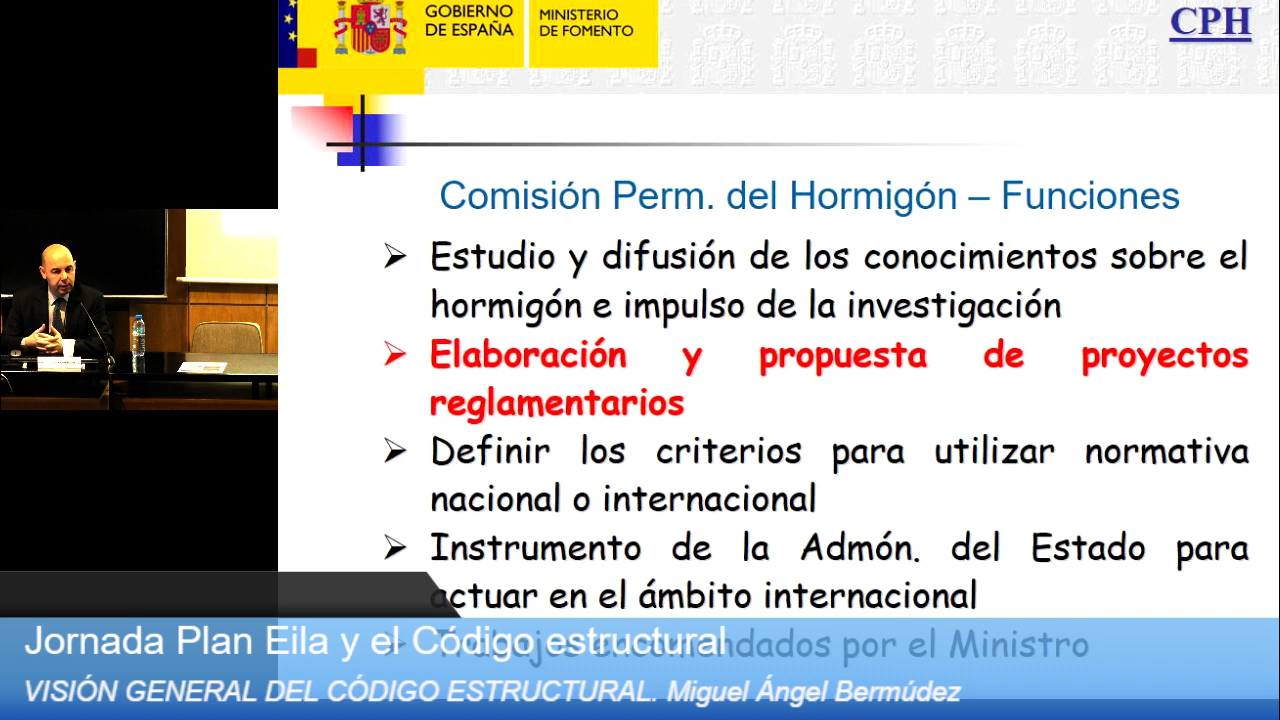 GOBIERNO
DE ESPAÑA
MINISTERIO
DE FOMENTO
CPH
Comisión Perm. del Hormigón – Funciones
Estudio y difusión de los conocimientos sobre el
hormigón e impulso de la investigación
Elaboración y propuesta de proyectos
reglamentarios
Definir los criterios para utilizar normativa
nacional o internacional
Instrumento de la Admón. del Estado para
actuar en el ámbito internacional
Trabajos encomendados por el Ministro
Jornada Plan Eila y el Código estructural
VISIÓN GENERAL DEL CÓDIGO ESTRUCTURAL. Miguel Ángel Bermúdez